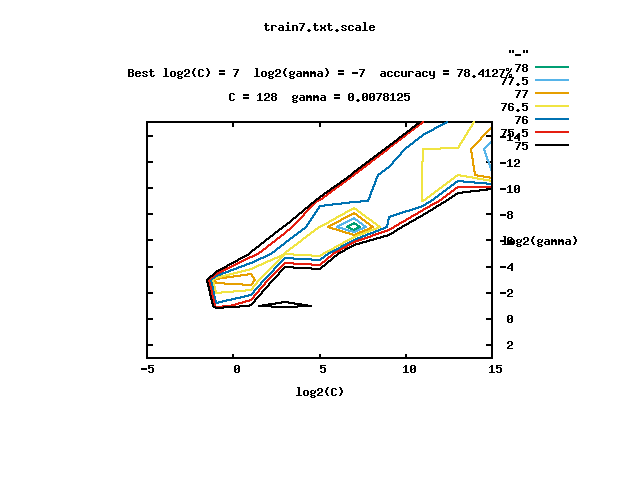 train7.txt.scale
"-"
Best log2(C) = 7  log2(gamma) = -7  accuracy = 78.4127%
78
77.5
C = 128  gamma = 0.0078125
77
76.5
76
75.5
-14
75
-12
-10
-8
-6
log2(gamma)
-4
-2
0
2
-5 0 5 10 15
log2(C)